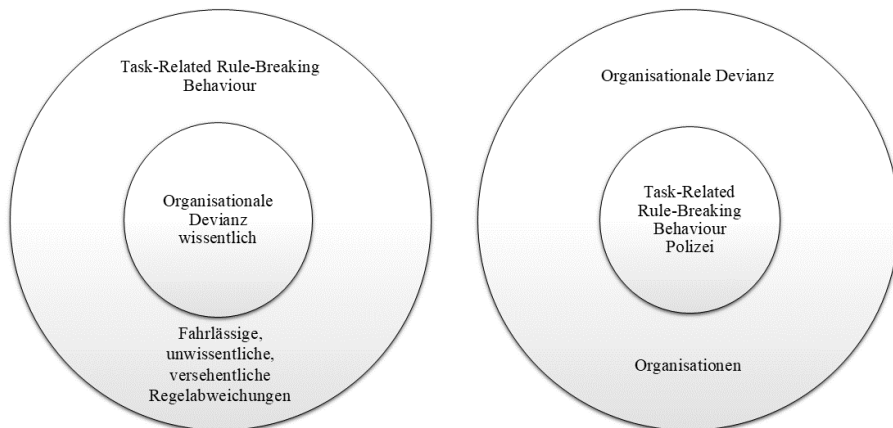 Task-Related Rule-Breaking
Behaviour
Organisationale
Devianz
wissentlich
Fahrlässige,
unwissentliche,
versehentliche
Regelabweichungen
Organisationale Devianz
Task-Related
Rule-Breaking
Behaviour
Polizei
Organisationen